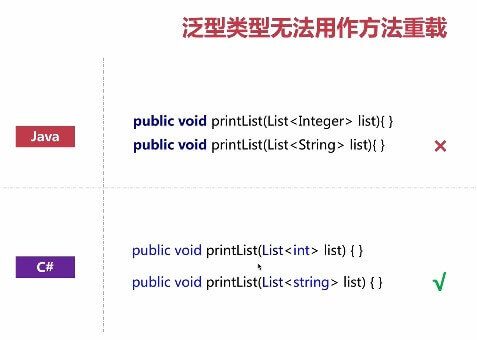 泛型类型无法用作方法重载
Java
public void printList(List<Integer> list){ }
public void printList(List<String> list){ }
×
C#
public void printList(List<int> list) { }
public void printList(List<string> list) { }
√